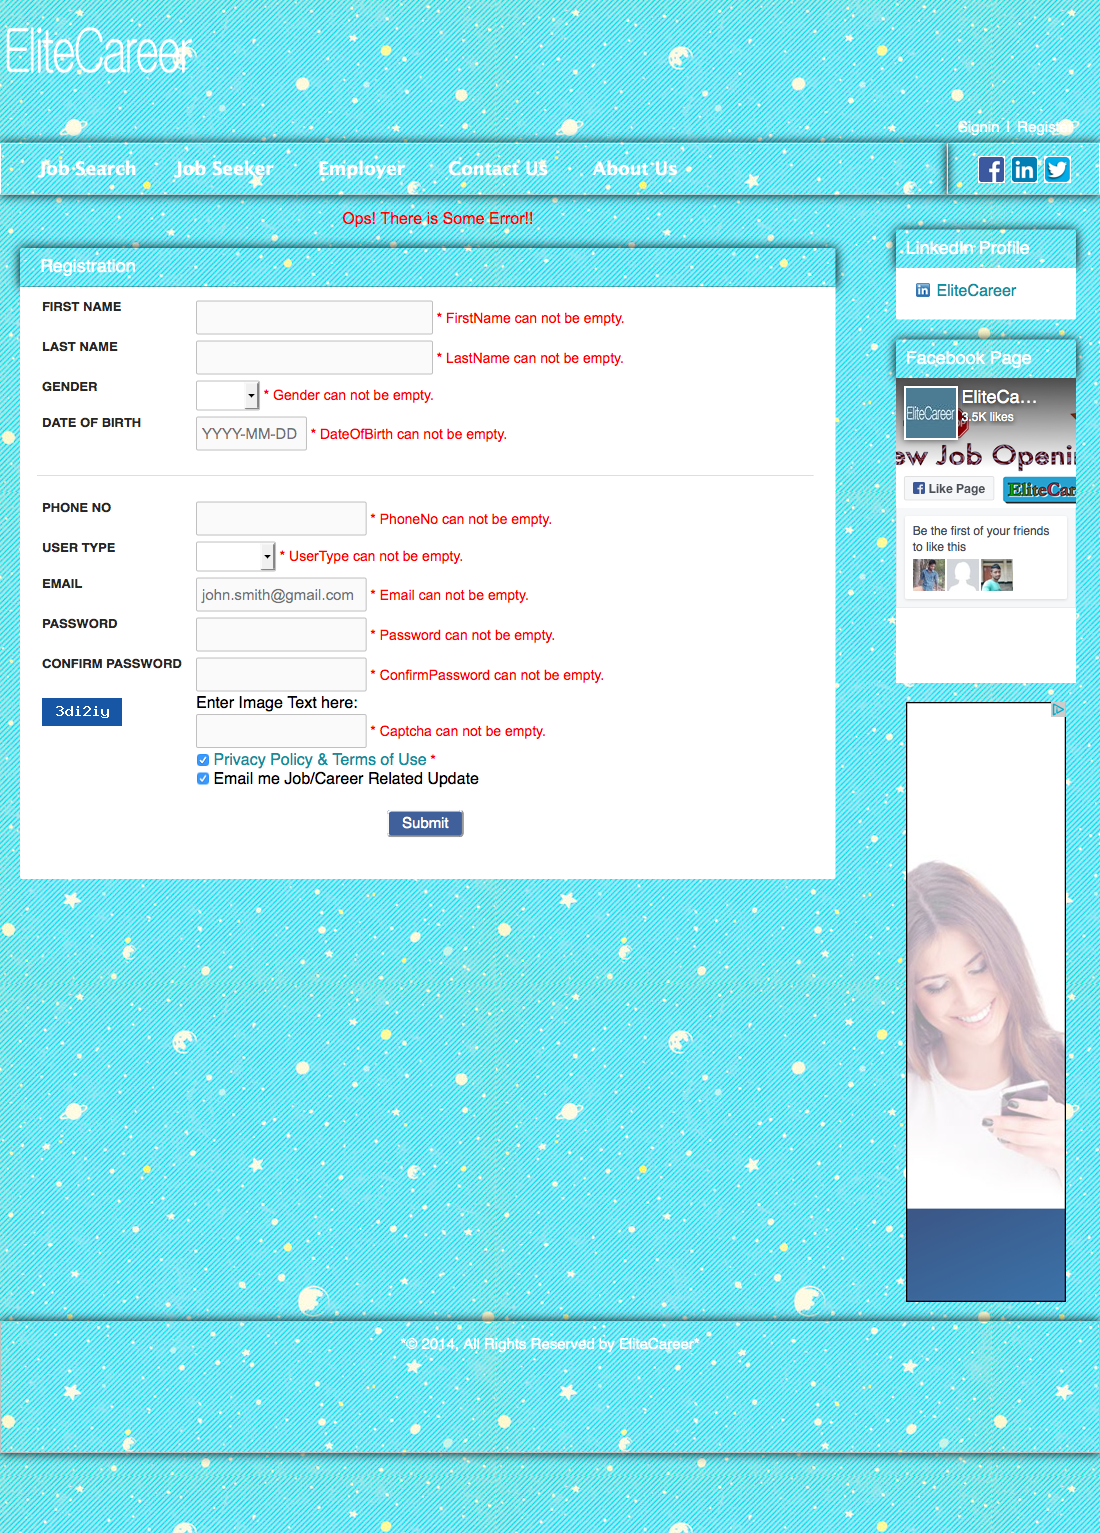 EliteCareer
Signin | Register
Job Search Job Seeker Employer Contact US About Us
Ops! There is Some Error!!
Registration
FIRST NAME * FirstName can not be empty.
LAST NAME * LastName can not be empty.
GENDER * Gender can not be empty.
DATE OF BIRTH YYYY-MM-DD * DateOfBirth can not be empty.
PHONE NO * PhoneNo can not be empty.
USER TYPE * UserType can not be empty.
EMAIL john.smith@gmail.com * Email can not be empty.
PASSWORD * Password can not be empty.
CONFIRM PASSWORD * ConfirmPassword can not be empty.
Enter Image Text here:
3di2iy * Captcha can not be empty.
Privacy Policy & Terms of Use *
Email me Job/Career Related Update
Submit
LinkedIn Profile
EliteCareer
Facebook Page
EliteCareer
EliteCa...
3.5K likes
ew Job Openi
Like Page
EliteCar
Be the first of your friends
to like this
*© 2014, All Rights Reserved by EliteCareer*